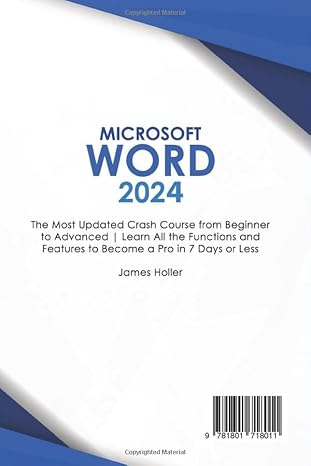 MICROSOFT
WORD
2024
The Most Updated Crash Course from Beginner
to Advanced | Learn All the Functions and
Features to Become a Pro in 7 Days or Less
James Holler
9 781801 718011
Copyrighted Material